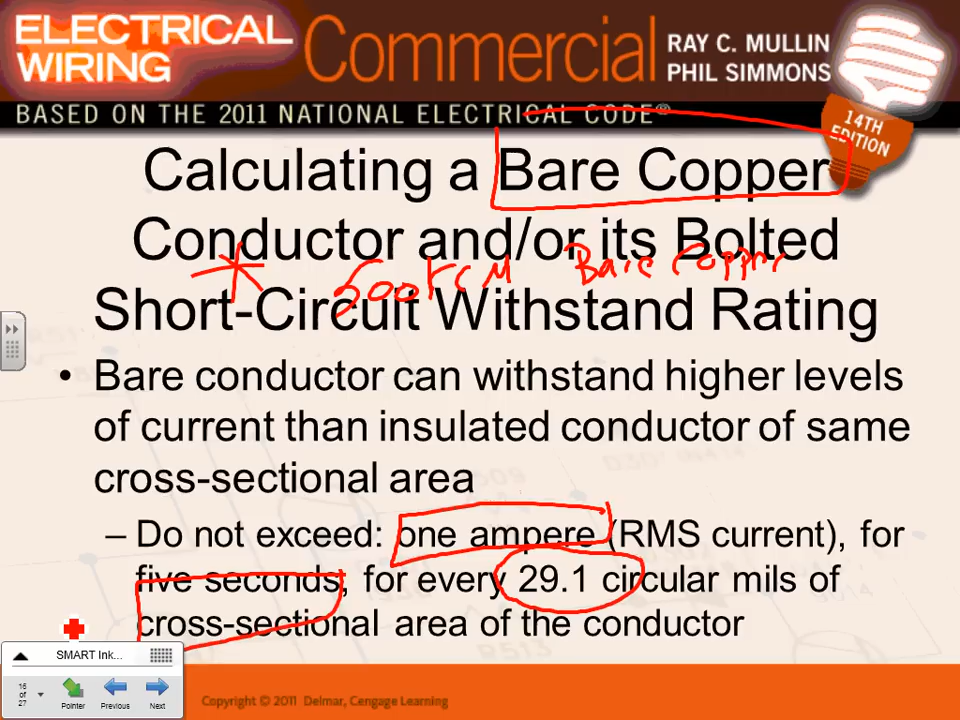 ELECTRICAL WIRING Commercial RAY C. MULLIN
PHIL SIMMONS
BASED ON THE 2011 NATIONAL ELECTRICAL CODE®
14TH
EDITION
Calculating a Bare Copper
Conductor and/or its Bolted
500KCM Bare Copper
Short-Circuit Withstand Rating
• Bare conductor can withstand higher levels
of current than insulated conductor of same
cross-sectional area
– Do not exceed: one ampere (RMS current), for
five seconds, for every 29.1 circular mils of
cross-sectional area of the conductor
SMART Ink...
16
of
27
Pointer Previous Next
Copyright © 2011 Delmar, Cengage Learning